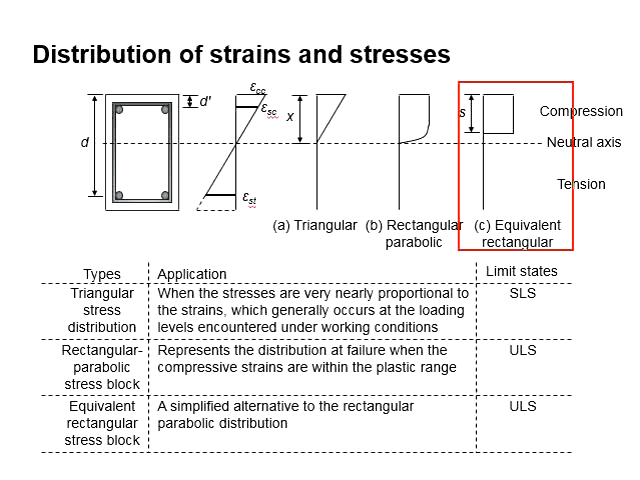 Distribution of strains and stresses
εcc
d'
εsc
x
s
Compression
d
Neutral axis
Tension
εst
(a) Triangular
(b) Rectangular
parabolic
(c) Equivalent
rectangular
Types
Application
Limit states
Triangular
stress
distribution
When the stresses are very nearly proportional to
the strains, which generally occurs at the loading
levels encountered under working conditions
SLS
Rectangular-
parabolic
stress block
Represents the distribution at failure when the
compressive strains are within the plastic range
ULS
Equivalent
rectangular
stress block
A simplified alternative to the rectangular
parabolic distribution
ULS